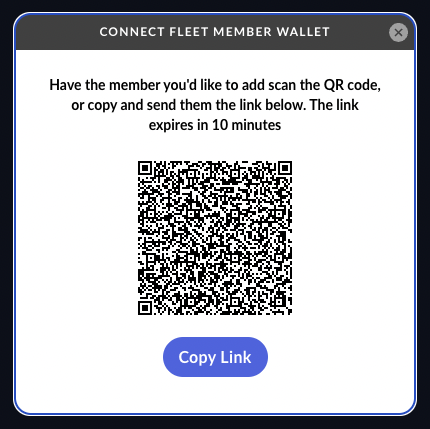 CONNECT FLEET MEMBER WALLET
Have the member you'd like to add scan the QR code,
or copy and send them the link below. The link
expires in 10 minutes
Copy Link